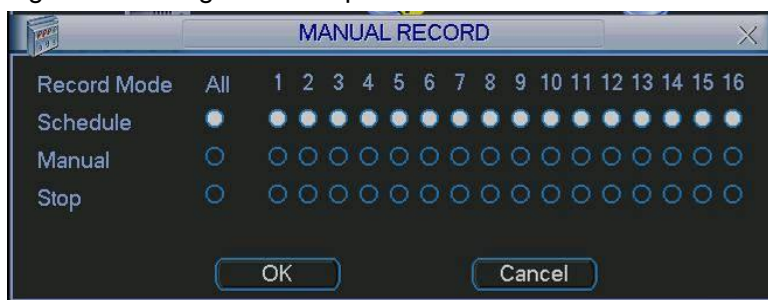 MANUAL RECORD
Record Mode All 1 2 3 4 5 6 7 8 9 10 11 12 13 14 15 16
Schedule
Manual
Stop
OK Cancel